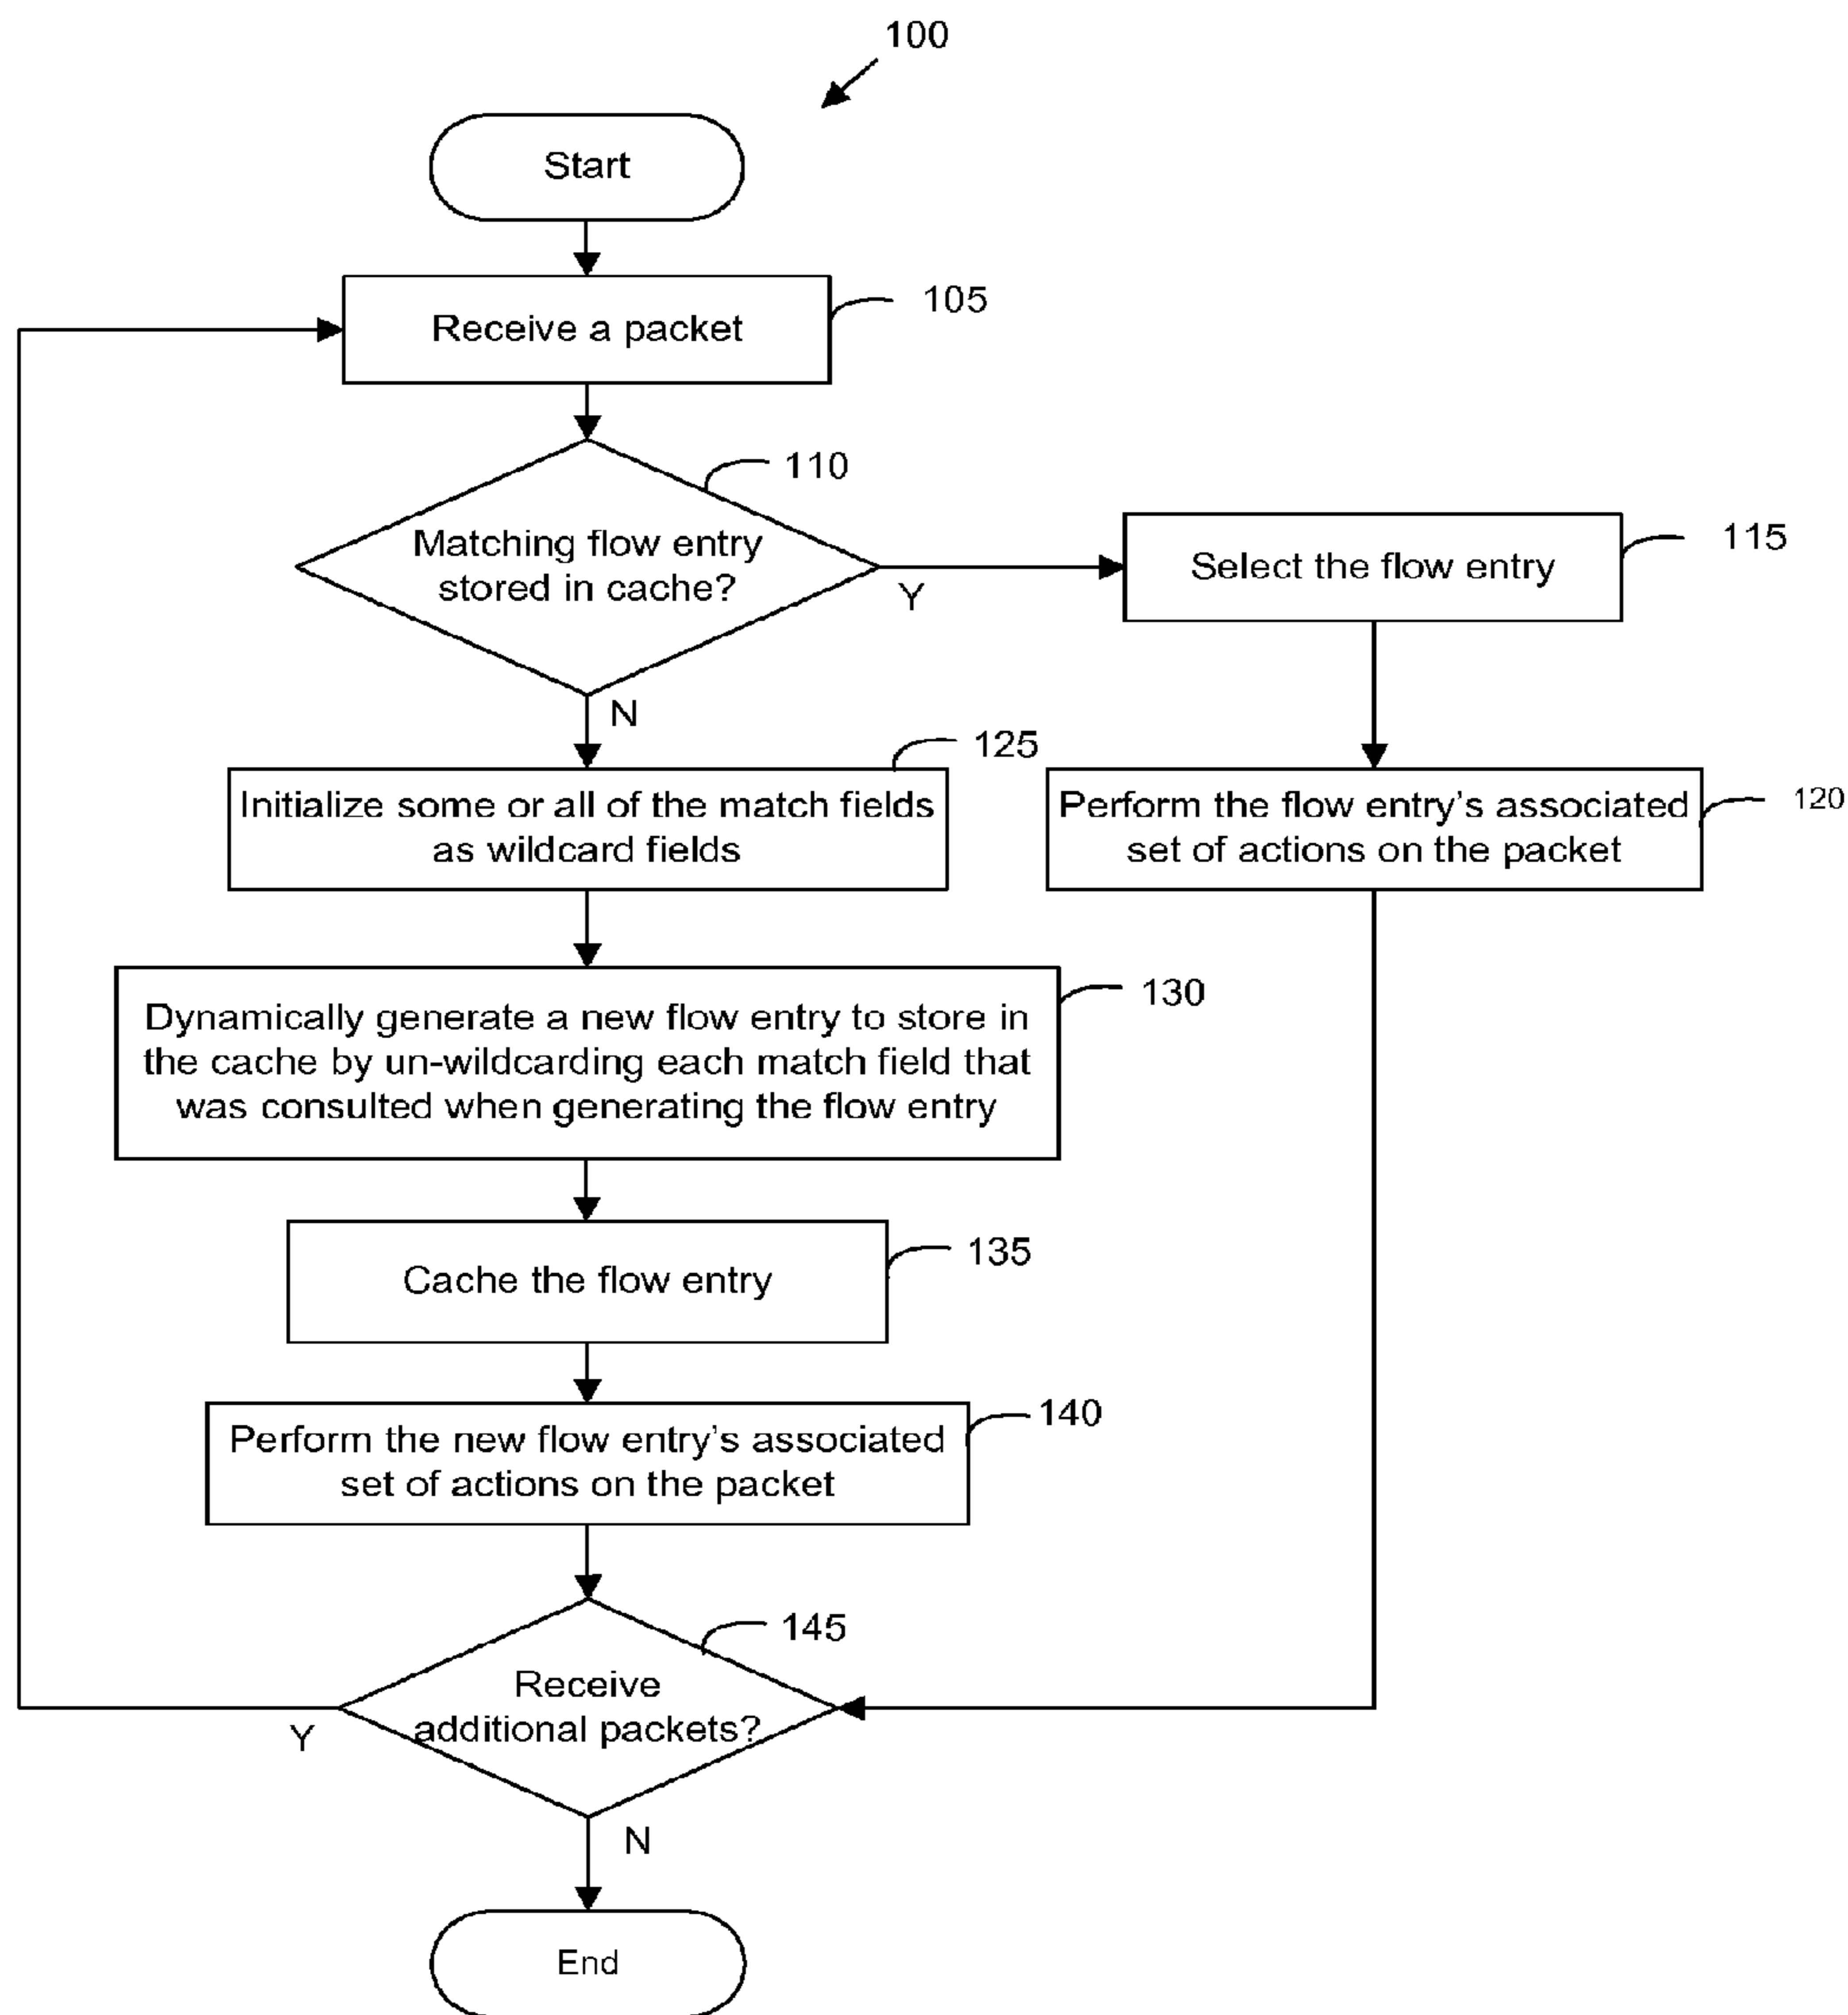 100
Start
Receive a packet
105
110
Matching flow entry
stored in cache?
Y
Select the flow entry
115
N
125
Initialize some or all of the match fields
as wildcard fields
Perform the flow entry's associated
set of actions on the packet
120
Dynamically generate a new flow entry to store in
the cache by un-wildcarding each match field that
was consulted when generating the flow entry
130
Cache the flow entry
135
Perform the new flow entry's associated
set of actions on the packet
140
145
Receive
additional packets?
Y
N
End